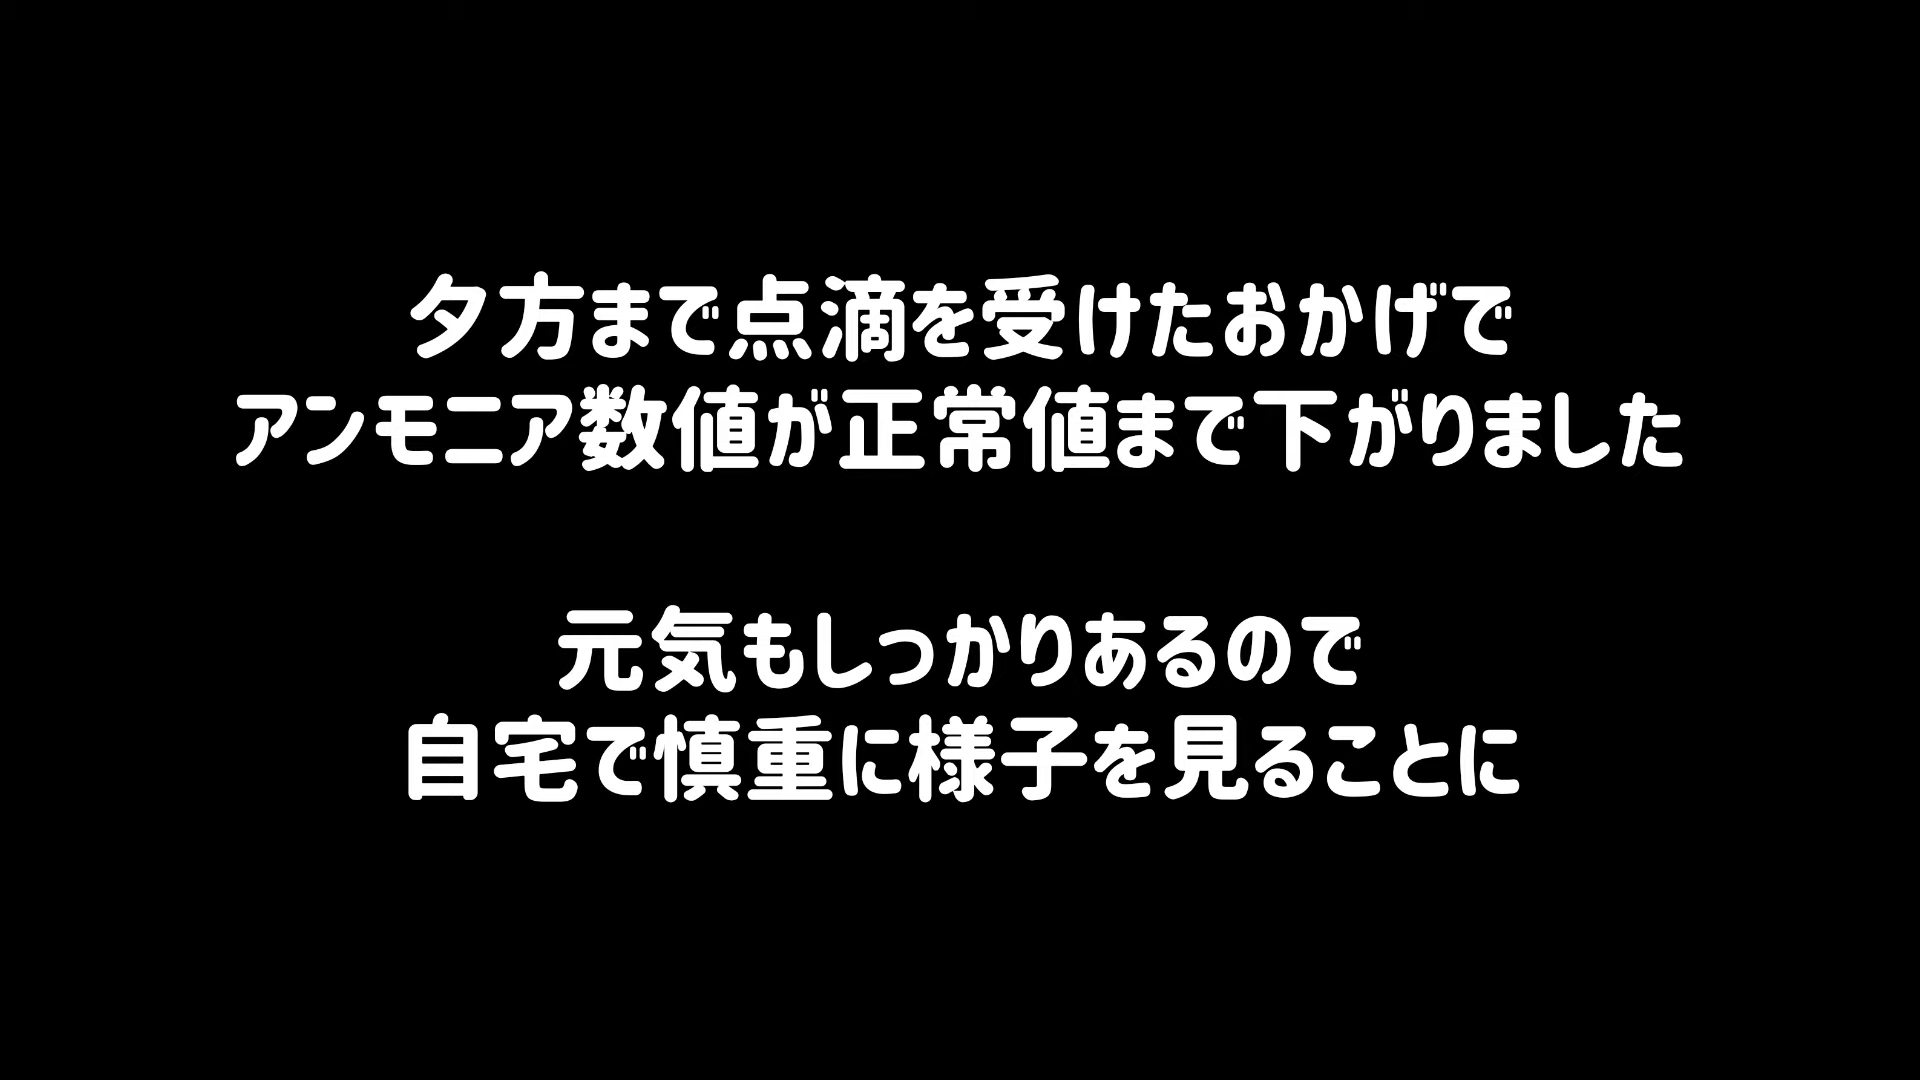 夕方まで点滴を受けたおかげで
アンモニア数値が正常値まで下がりました
元気もしっかりあるので
自宅で慎重に様子を見ることに